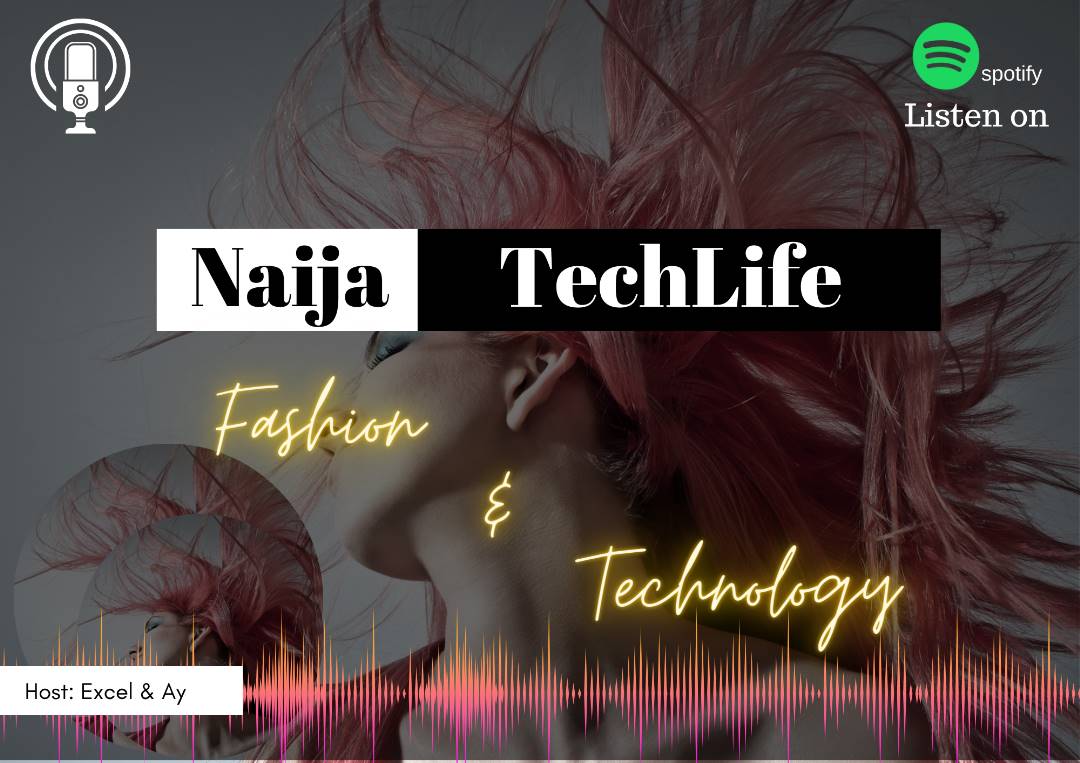 spotify
Listen on
Naija TechLife
Fashion
&
Technology
Host: Excel & Ay